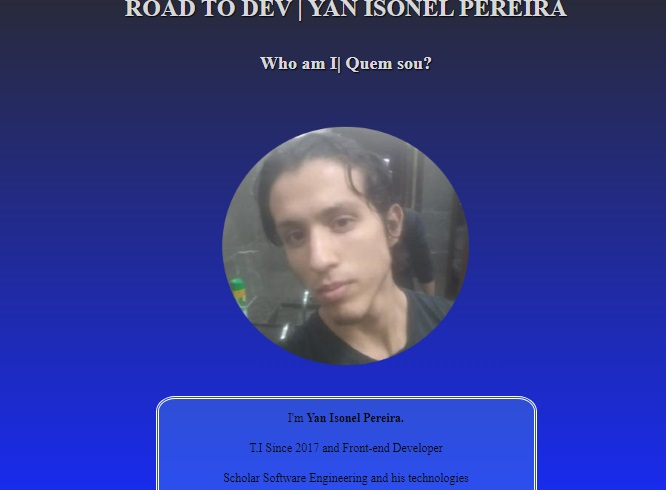 ROAD TO DEV | YAN ISONEL PEREIRA
Who am I| Quem sou?
I'm Yan Isonel Pereira.
T.I Since 2017 and Front-end Developer
Scholar Software Engineering and his technologies